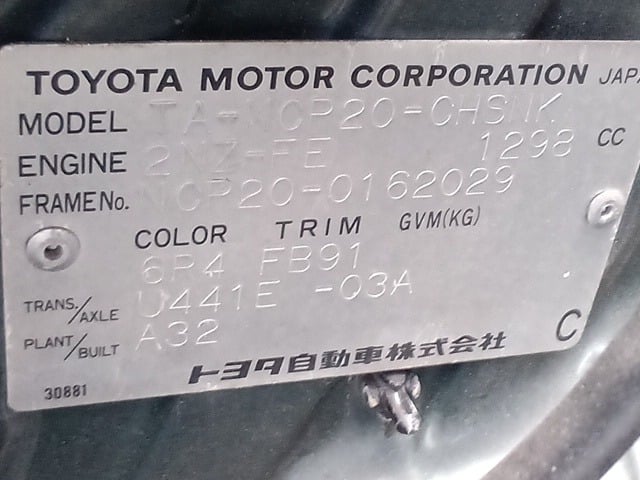 TOYOTA MOTOR CORPORATION JAPA
MODEL TA-NCP20-CHSNK
ENGINE 2NZ-FE 1298 CC
FRAME No. NCP20-0162029
COLOR TRIM GVM(KG)
6R4 FB91
TRANS./AXLE U441E -03A
PLANT/BUILT A32
C
トヨタ自動車株式会社
30881